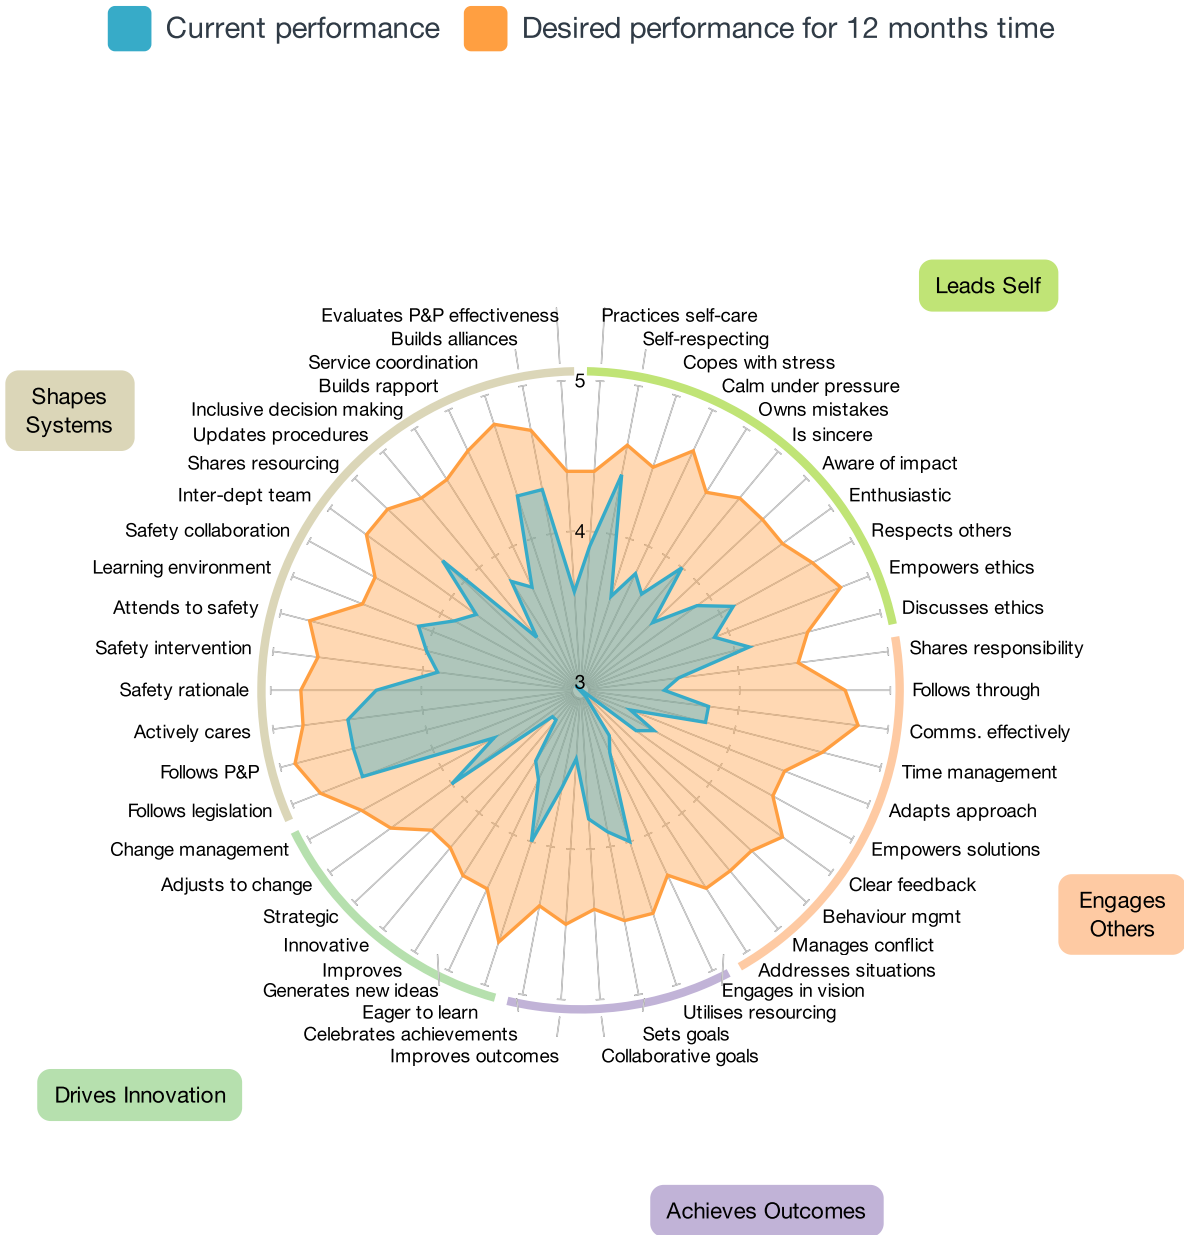 Current performance
Desired performance for 12 months time
Leads Self
Evaluates P&P effectiveness
Practices self-care
Builds alliances
Self-respecting
Service coordination
Copes with stress
Shapes
Systems
Builds rapport
5
Calm under pressure
Inclusive decision making
Owns mistakes
Updates procedures
Is sincere
Shares resourcing
Aware of impact
Inter-dept team
Enthusiastic
Safety collaboration
4
Respects others
Learning environment
Empowers ethics
Attends to safety
Discusses ethics
Safety intervention
Shares responsibility
Safety rationale
3
Follows through
Actively cares
Comms. effectively
Follows P&P
Time management
Follows legislation
Adapts approach
Change management
Empowers solutions
Adjusts to change
Clear feedback
Engages
Others
Strategic
Behaviour mgmt
Innovative
Manages conflict
Improves
Addresses situations
Generates new ideas
Engages in vision
Eager to learn
Utilises resourcing
Celebrates achievements
Sets goals
Improves outcomes
Collaborative goals
Drives Innovation
Achieves Outcomes